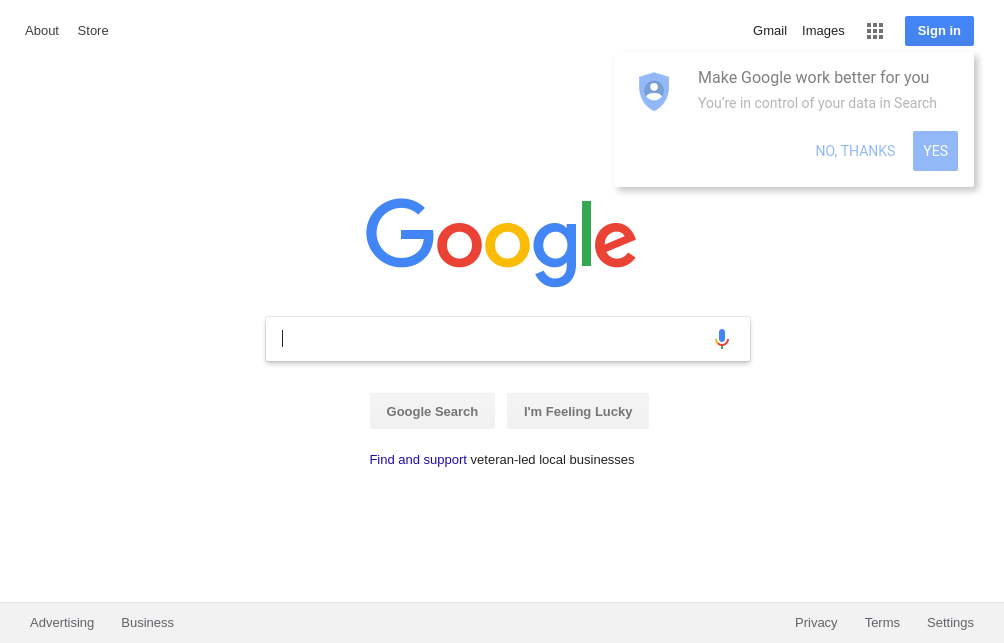 About Store Gmail Images Sign in
Make Google work better for you
You're in control of your data in Search
NO, THANKS YES
Google
Google Search I'm Feeling Lucky
Find and support veteran-led local businesses
Advertising Business Privacy Terms Settings